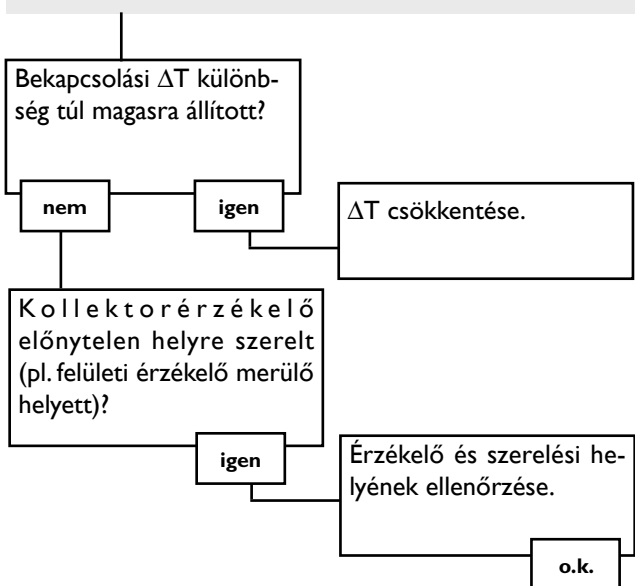 Bekapcsolási ΔT különb-
ség túl magasra állított?
nem
igen
ΔT csökkentése.
Kollektorérzékelő
előnytelen helyre szerelt
(pl. felületi érzékelő merülő
helyett)?
igen
Érzékelő és szerelési he-
lyének ellenőrzése.
o.k.